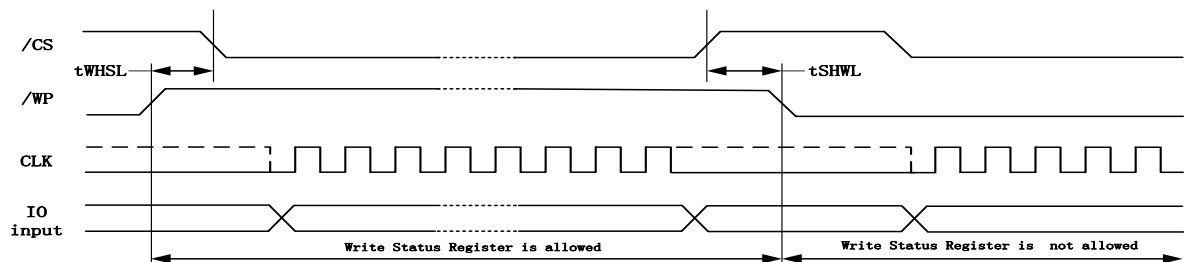 /CS
tWHSL
tSHWL
/WP
CLK
IO
input
Write Status Register is allowed
Write Status Register is not allowed